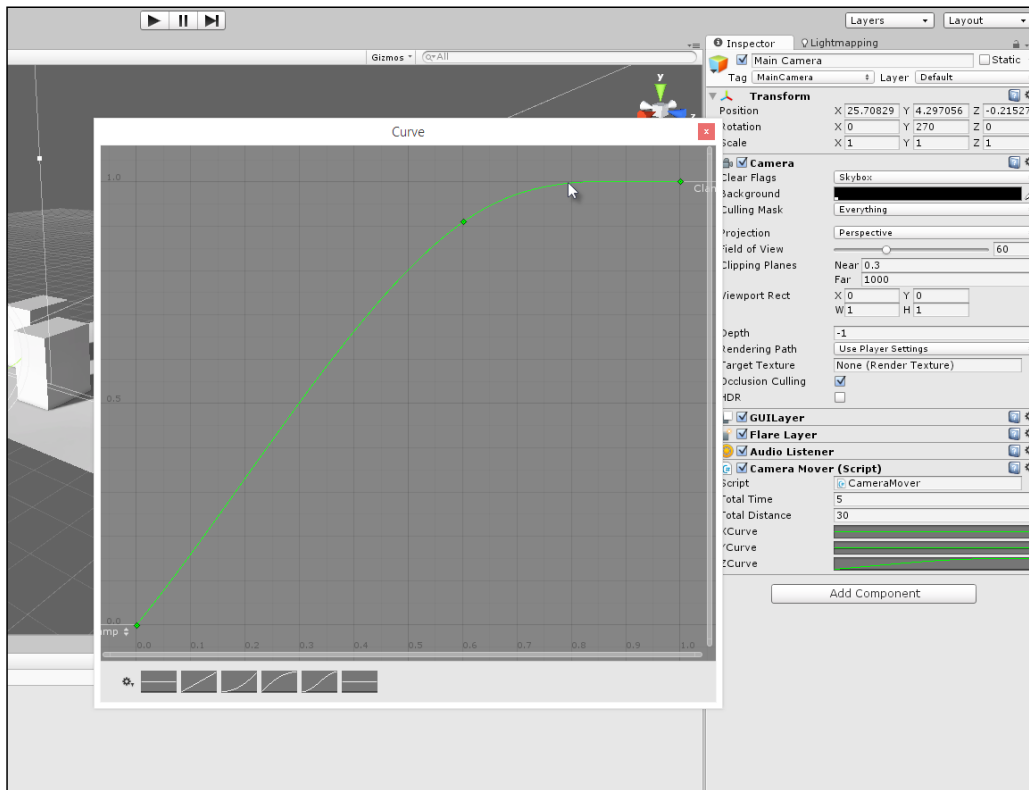 Layers Layout
Inspector Lightmapping
Gizmos All
Main Camera Static
Tag MainCamera Layer Default
y
z
Transform
Position X 25.70829 Y 4.297056 Z -0.21527
Rotation X 0 Y 270 Z 0
Scale X 1 Y 1 Z 1
Curve x
Camera
Clear Flags Skybox
Background
Culling Mask Everything
Projection Perspective
Field of View 60
Clipping Planes Near 0.3
Far 1000
Viewport Rect X 0 Y 0
W 1 H 1
Depth -1
Rendering Path Use Player Settings
Target Texture None (Render Texture)
Occlusion Culling
HDR
GUILayer
Flare Layer
Audio Listener
Camera Mover (Script)
Script CameraMover
Total Time 5
Total Distance 30
XCurve
YCurve
ZCurve
Add Component
1.0
Clan
0.5
0.0
mp
0.0 0.1 0.2 0.3 0.4 0.5 0.6 0.7 0.8 0.9 1.0